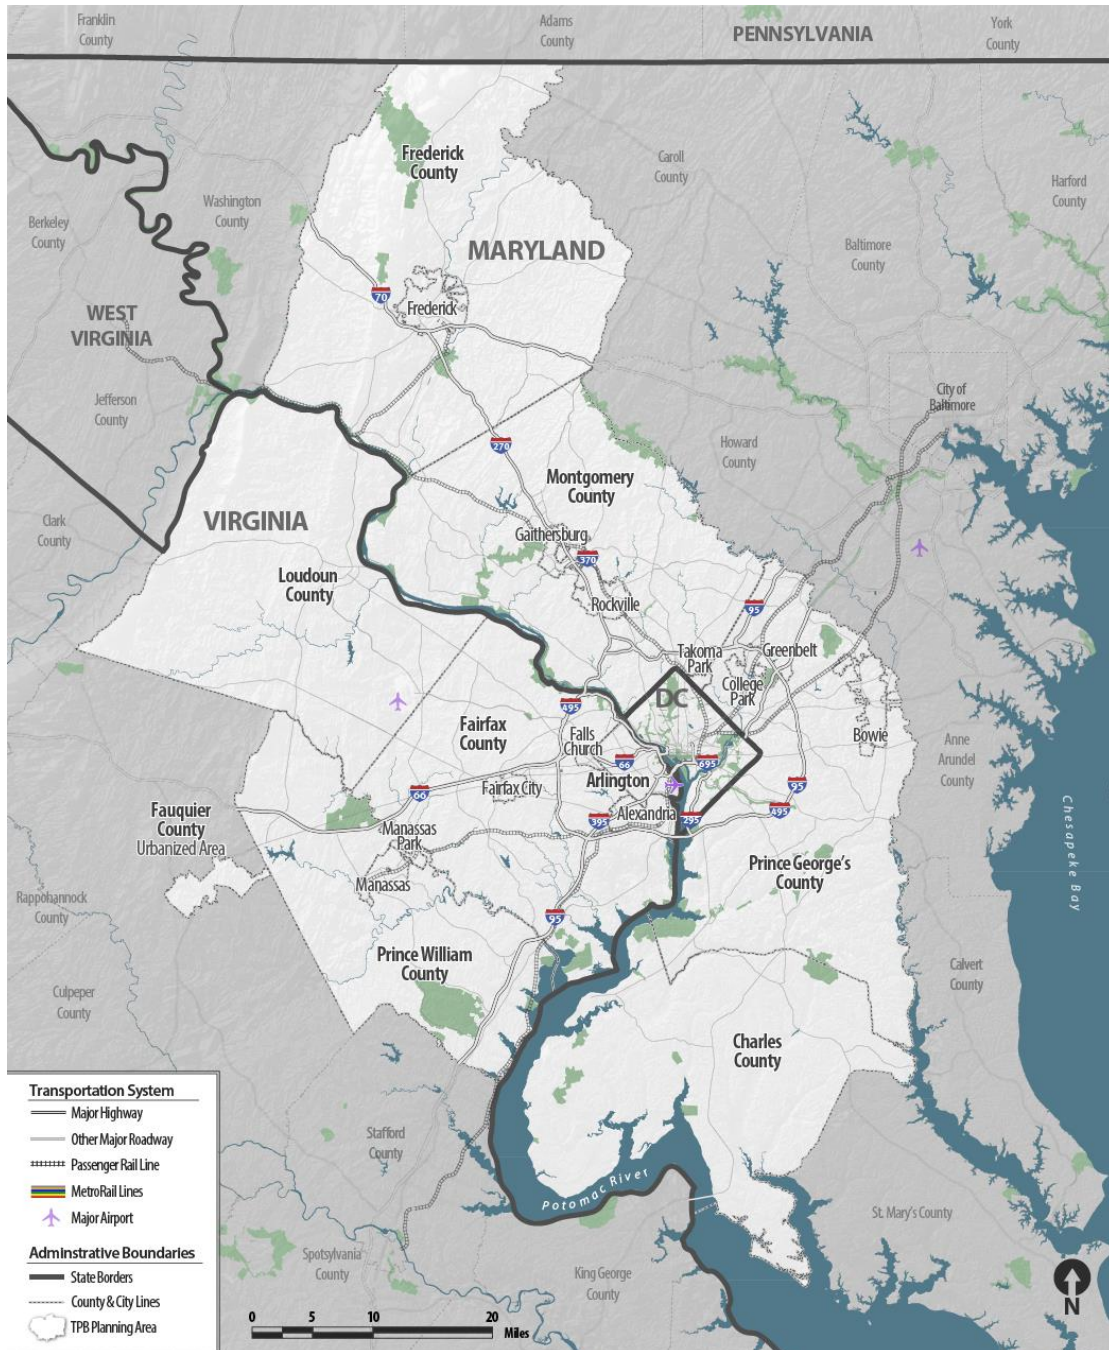 Franklin
County
Adams
County
PENNSYLVANIA
York
County
Frederick
County
Caroll
County
Harford
County
Washington
County
Berkeley
County
MARYLAND
Baltimore
County
70
Frederick
WEST
VIRGINIA
Jefferson
County
City of
Baltimore
270
Howard
County
Montgomery
County
VIRGINIA
Clark
County
Gaithersburg
370
Loudoun
County
Rockville
95
Takoma
Park
Greenbelt
College
Park
DC
495
Fairfax
County
Falls
Church
Bowie
Anne
Arundel
County
66
695
Arlington
66
Fairfax City
95
495
Fauquier
County
Urbanized Area
395
Alexandria
295
Manassas
Park
Manassas
Prince George's
County
Chesapeke Bay
Rappohannock
County
95
Prince William
County
Calvert
County
Culpeper
County
Charles
County
Stafford
County
Potomac River
St. Mary's County
Spotsylvania
County
King George
County
Transportation System
Major Highway
Other Major Roadway
Passenger Rail Line
MetroRail Lines
Major Airport
Adminstrative Boundaries
State Borders
County & City Lines
TPB Planning Area
0 5 10 20
Miles
N